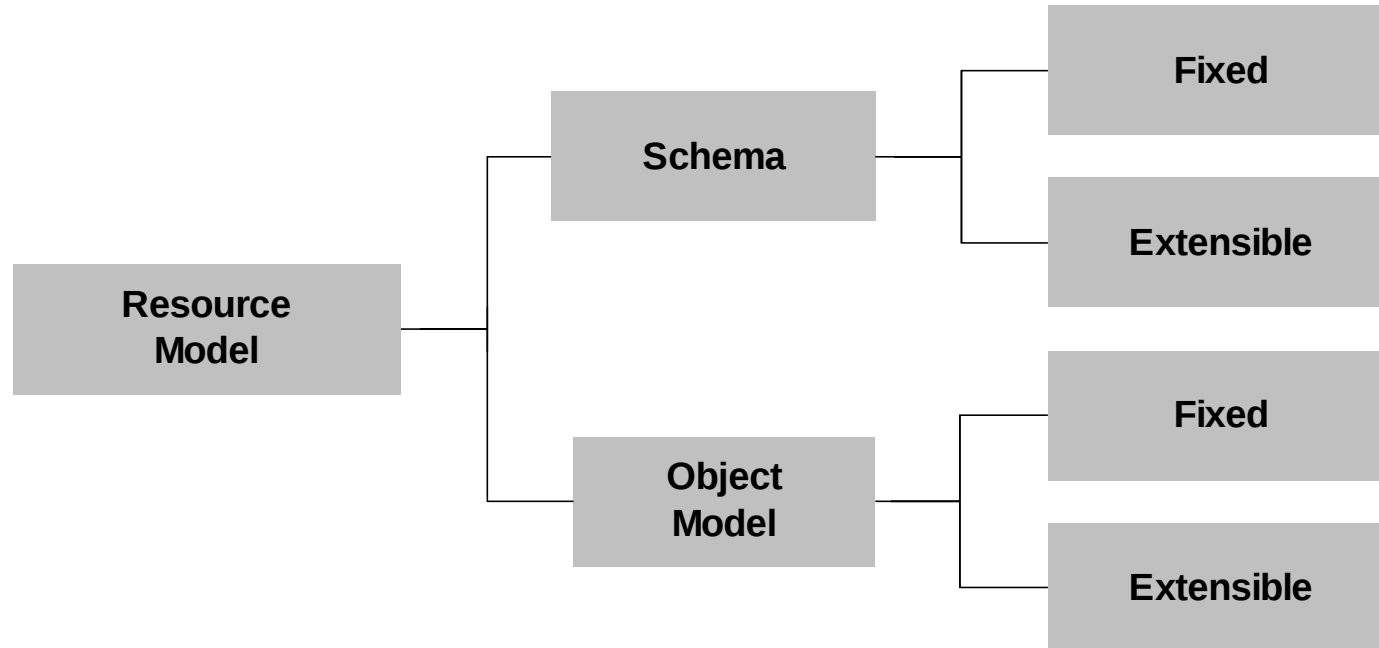 Fixed
Schema
Extensible
Resource
Model
Fixed
Object
Model
Extensible